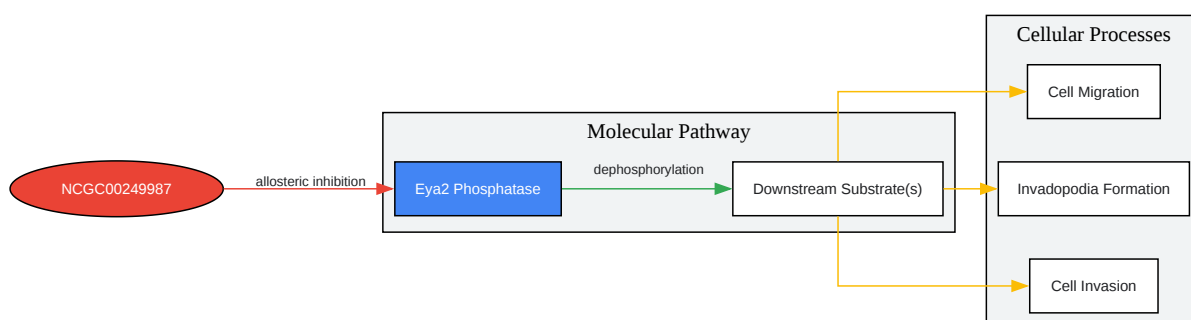 Cellular Processes
Cell Migration
Molecular Pathway
NCGC00249987
allosteric inhibition
Eya2 Phosphatase
dephosphorylation
Downstream Substrate(s)
Invadopodia Formation
Cell Invasion